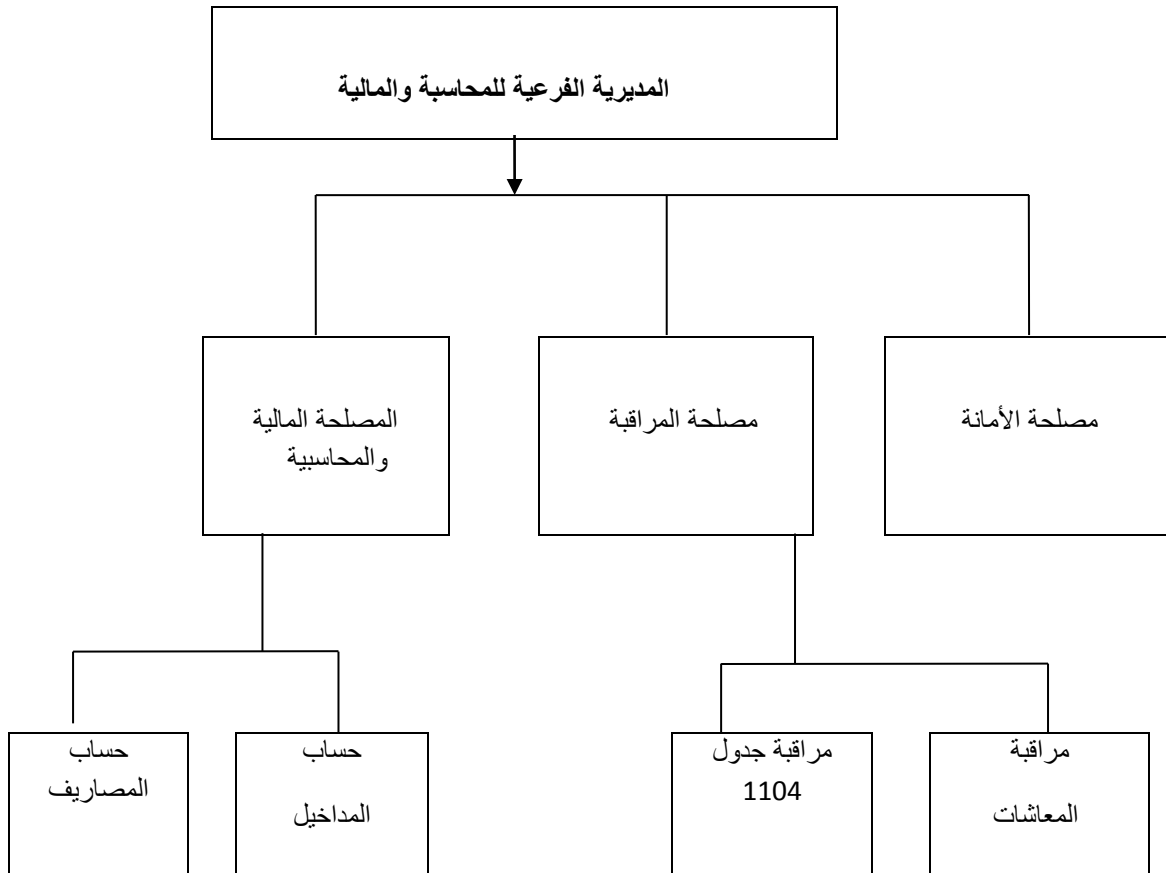 المديرية الفرعية للمحاسبة والمالية
مصلحة الأمانة
مصلحة المراقبة
المصلحة المالية
والمحاسبية
مراقبة
المعاشات
مراقبة جدول
1104
حساب
المداخيل
حساب
المصاريف